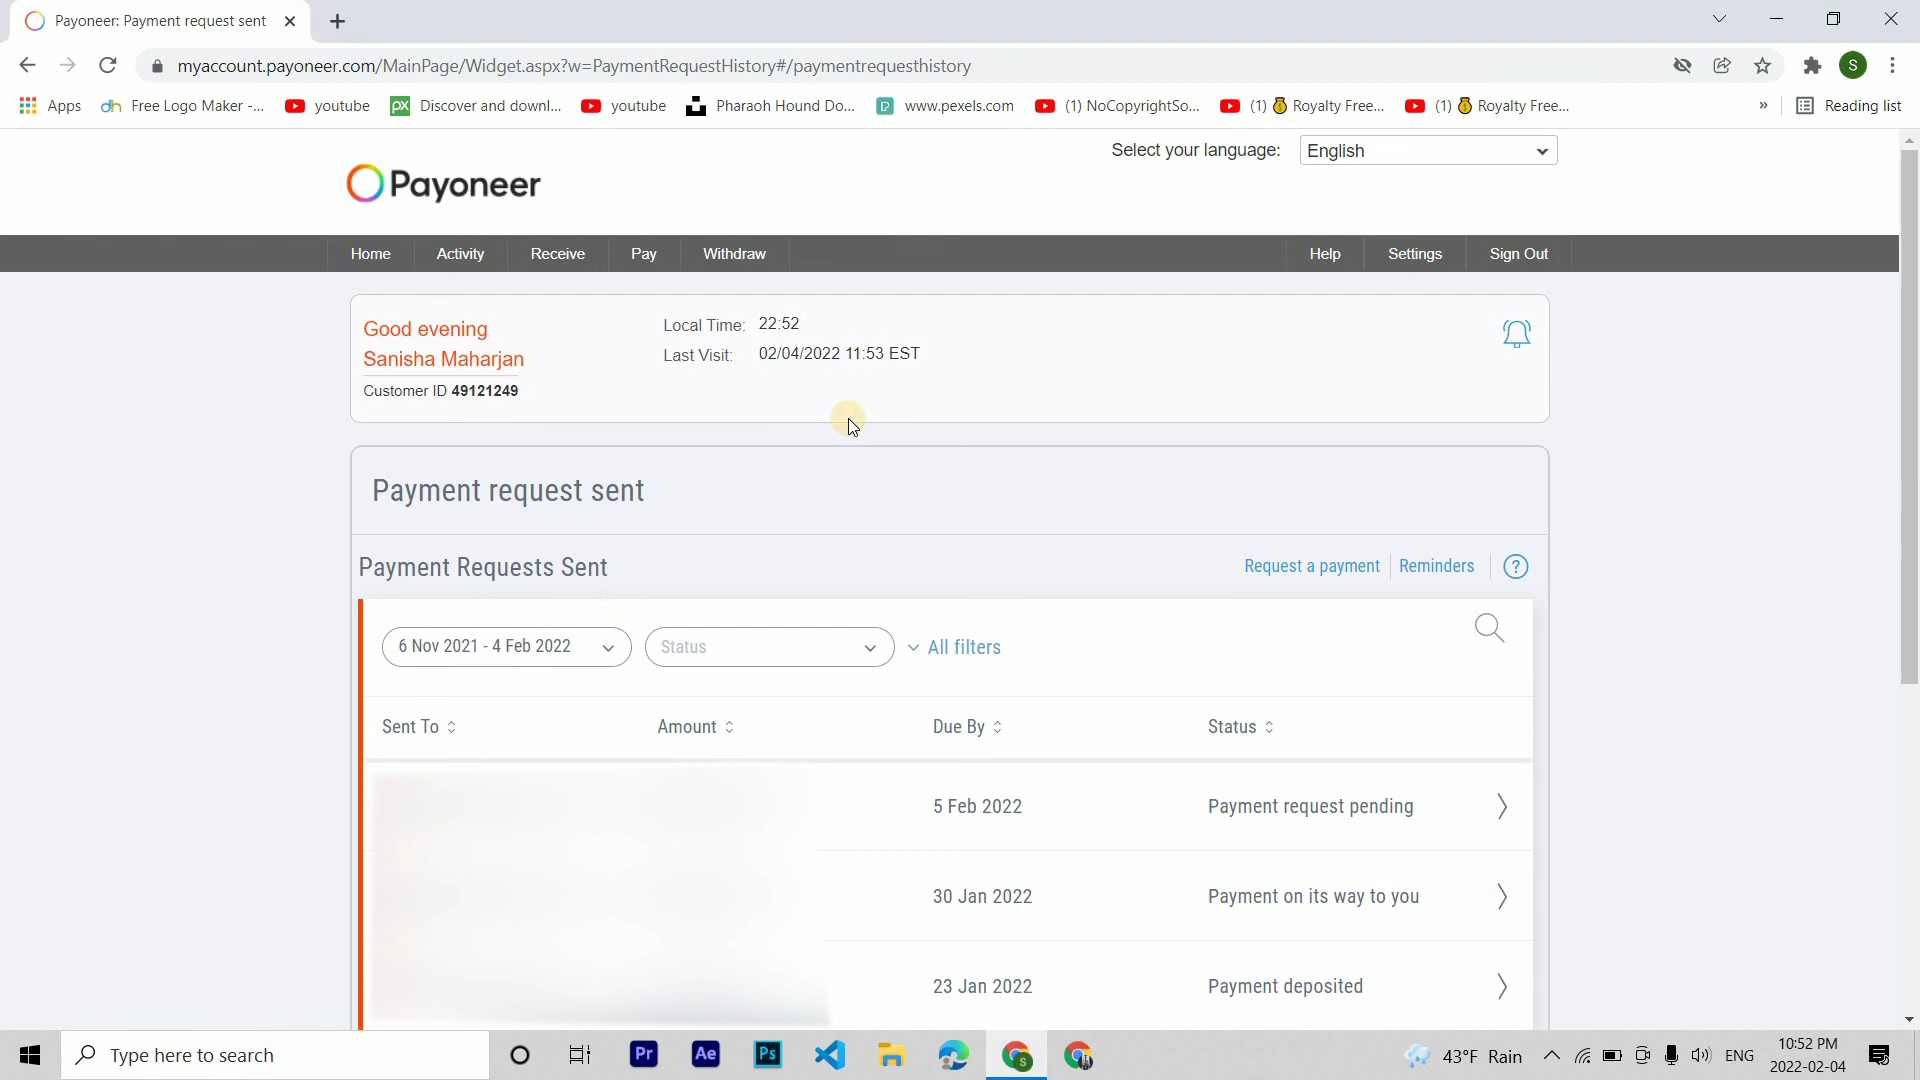 Payoneer: Payment request sent
myaccount.payoneer.com/MainPage/Widget.aspx?w=PaymentRequestHistory#/paymentrequesthistory
S
Apps dh Free Logo Maker -... youtube px Discover and downl... youtube Pharaoh Hound Do... www.pexels.com (1) NoCopyrightSo... (1) Royalty Free... (1) Royalty Free... » Reading list
Select your language: English
Payoneer
Home Activity Receive Pay Withdraw Help Settings Sign Out
Good evening
Sanisha Maharjan
Customer ID 49121249
Local Time: 22:52
Last Visit: 02/04/2022 11:53 EST
Payment request sent
Payment Requests Sent Request a payment Reminders ?
6 Nov 2021 - 4 Feb 2022 Status All filters
Sent To Amount Due By Status
5 Feb 2022 Payment request pending
30 Jan 2022 Payment on its way to you
23 Jan 2022 Payment deposited
Type here to search Pr Ae Ps 43°F Rain ENG 10:52 PM
2022-02-04